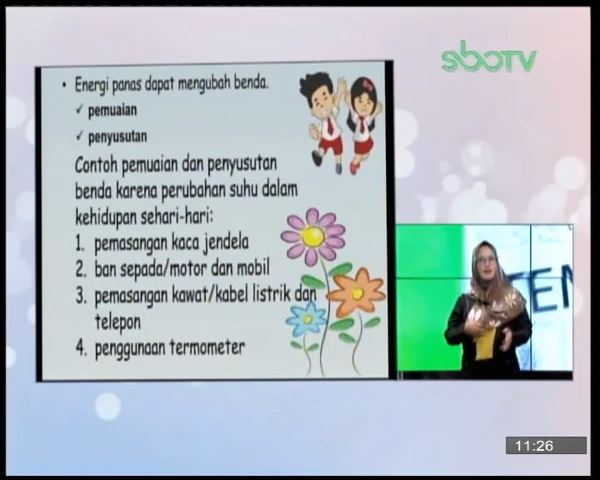 sboTV
• Energi panas dapat mengubah benda.
✓ pemuaian
✓ penyusutan
Contoh pemuaian dan penyusutan
benda karena perubahan suhu dalam
kehidupan sehari-hari:
1. pemasangan kaca jendela
2. ban sepada/motor dan mobil
3. pemasangan kawat/kabel listrik dan
telepon
4. penggunaan termometer
TEM
11:26